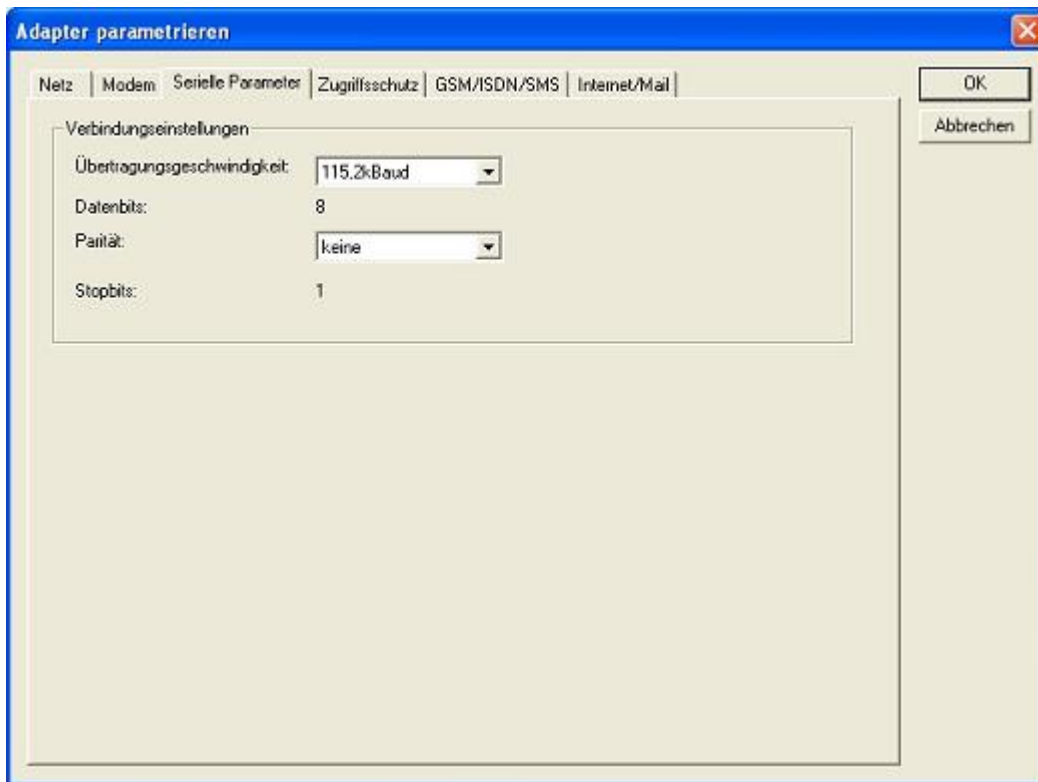 Adapter parametrieren
Netz Modem Serielle Parameter Zugriffsschutz GSM/ISDN/SMS Internet/Mail
OK
Abbrechen
Verbindungseinstellungen
Übertragungsgeschwindigkeit: 115,2kBaud
Datenbits: 8
Parität: keine
Stopbits: 1